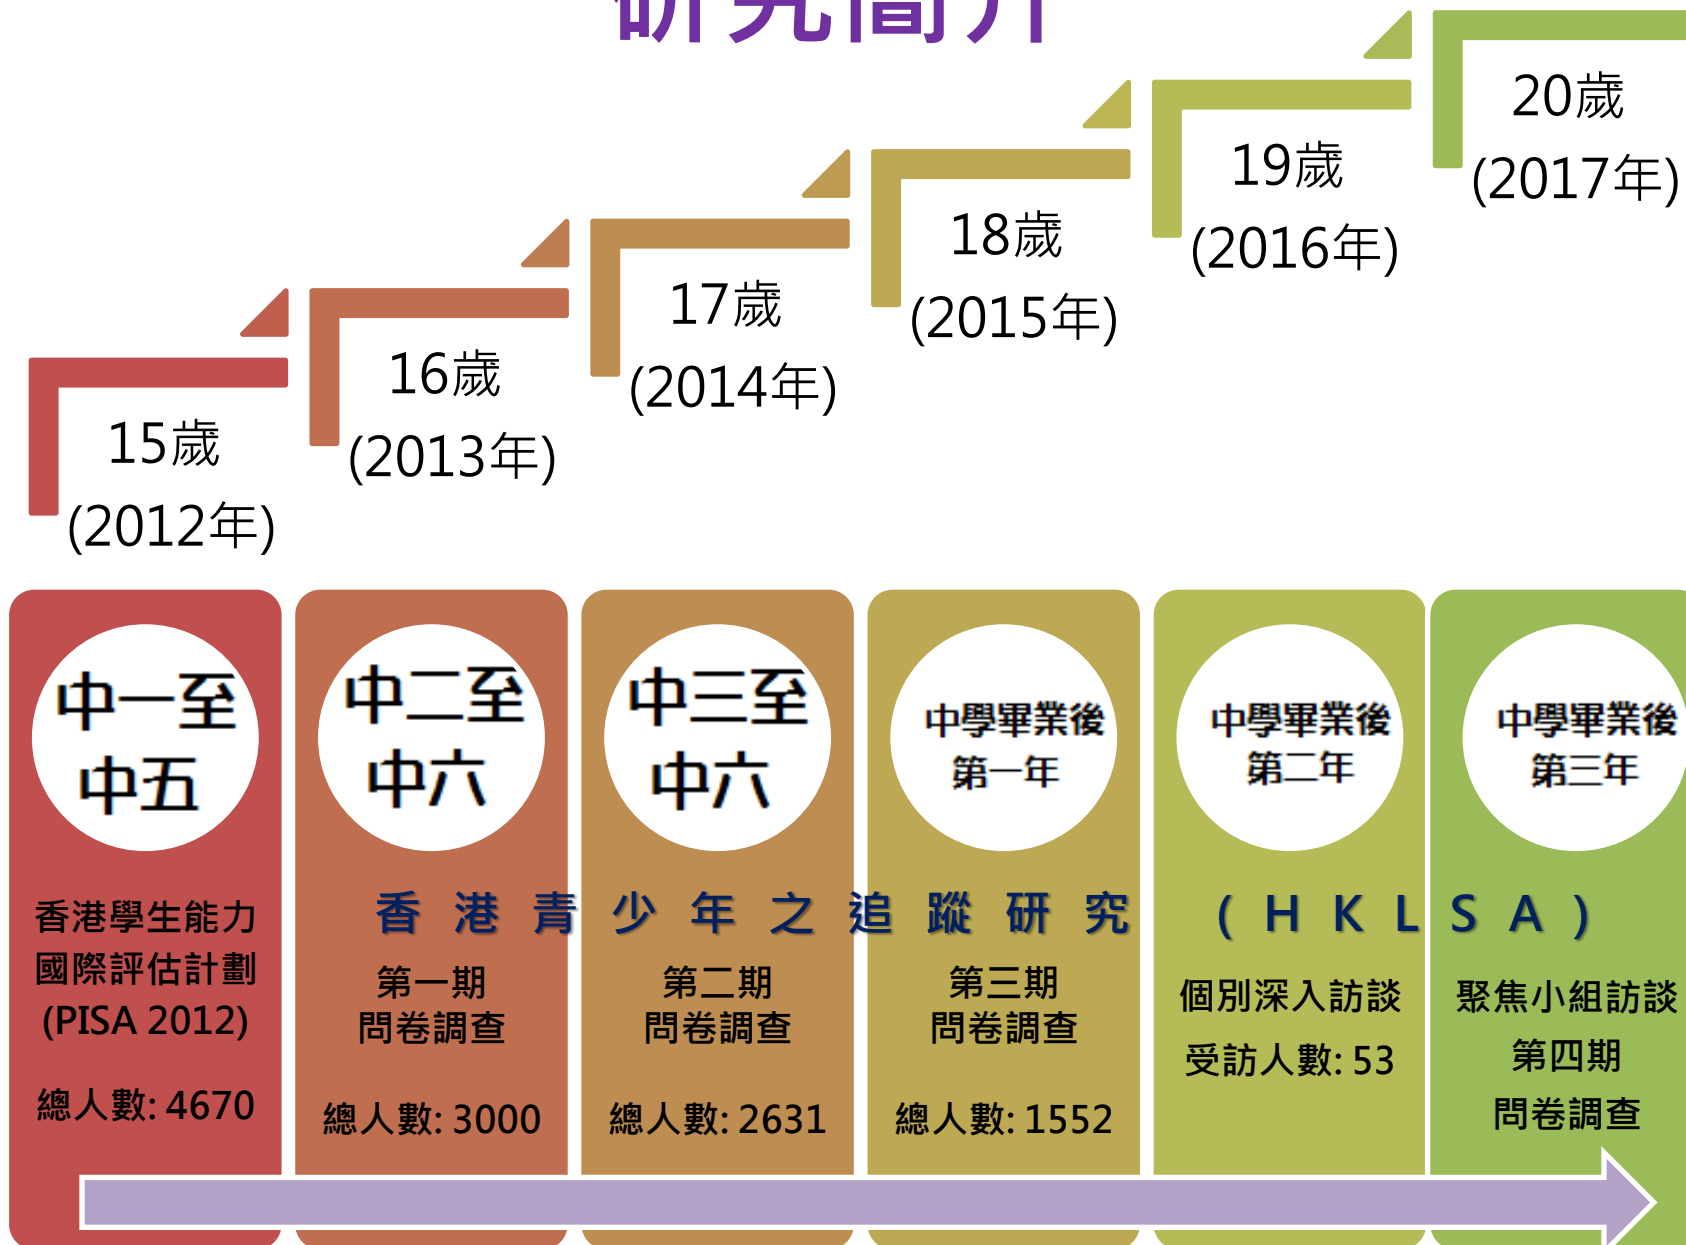 研究簡介
15歲
(2012年)
16歲
(2013年)
17歲
(2014年)
18歲
(2015年)
19歲
(2016年)
20歲
(2017年)
中一至
中五
中二至
中六
中三至
中六
中學畢業後
第一年
中學畢業後
第二年
中學畢業後
第三年
香港學生能力
國際評估計劃
(PISA 2012)
總人數: 4670
香港青少年之追蹤研究 (HKLSA)
第一期
問卷調查
總人數: 3000
第二期
問卷調查
總人數: 2631
第三期
問卷調查
總人數: 1552
個別深入訪談
受訪人數: 53
聚焦小組訪談
第四期
問卷調查